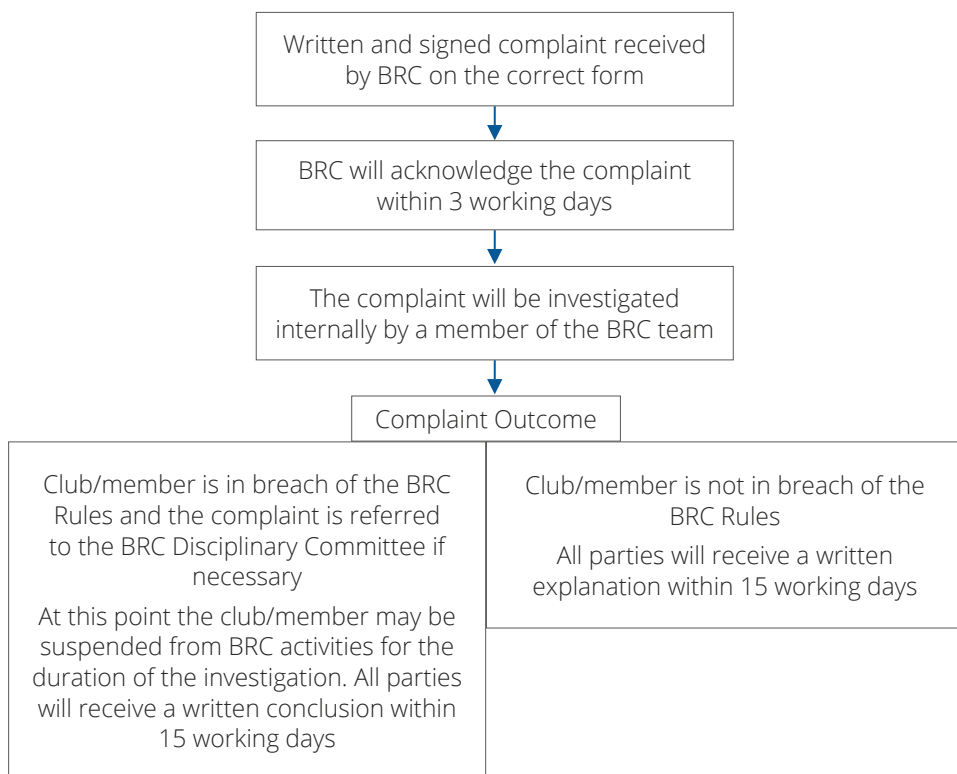 Written and signed complaint received
by BRC on the correct form
BRC will acknowledge the complaint
within 3 working days
The complaint will be investigated
internally by a member of the BRC team
Complaint Outcome
Club/member is in breach of the BRC
Rules and the complaint is referred
to the BRC Disciplinary Committee if
necessary
At this point the club/member may be
suspended from BRC activities for the
duration of the investigation. All parties
will receive a written conclusion within
15 working days
Club/member is not in breach of the
BRC Rules
All parties will receive a written
explanation within 15 working days